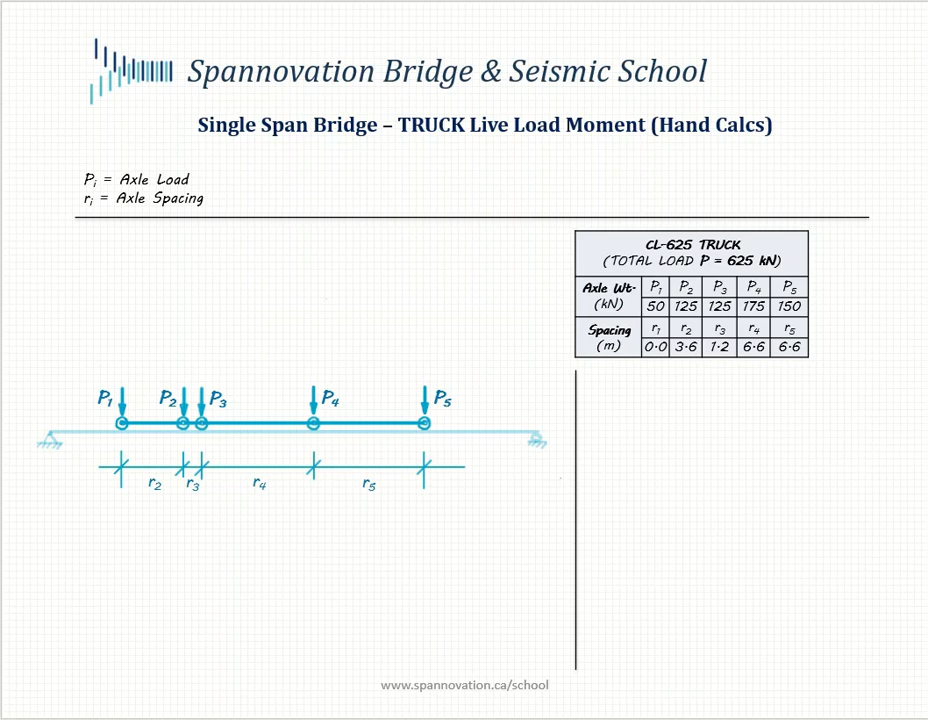 Spannovation Bridge & Seismic School
Single Span Bridge – TRUCK Live Load Moment (Hand Calcs)
Pi = Axle Load
ri = Axle Spacing
CL-625 TRUCK
(TOTAL LOAD P = 625 kN)
Axle Wt. P1 P2 P3 P4 P5
(kN) 50 125 125 175 150
Spacing r1 r2 r3 r4 r5
(m) 0.0 3.6 1.2 6.6 6.6
P1 P2 P3 P4 P5
r2 r3 r4 r5
www.spannovation.ca/school